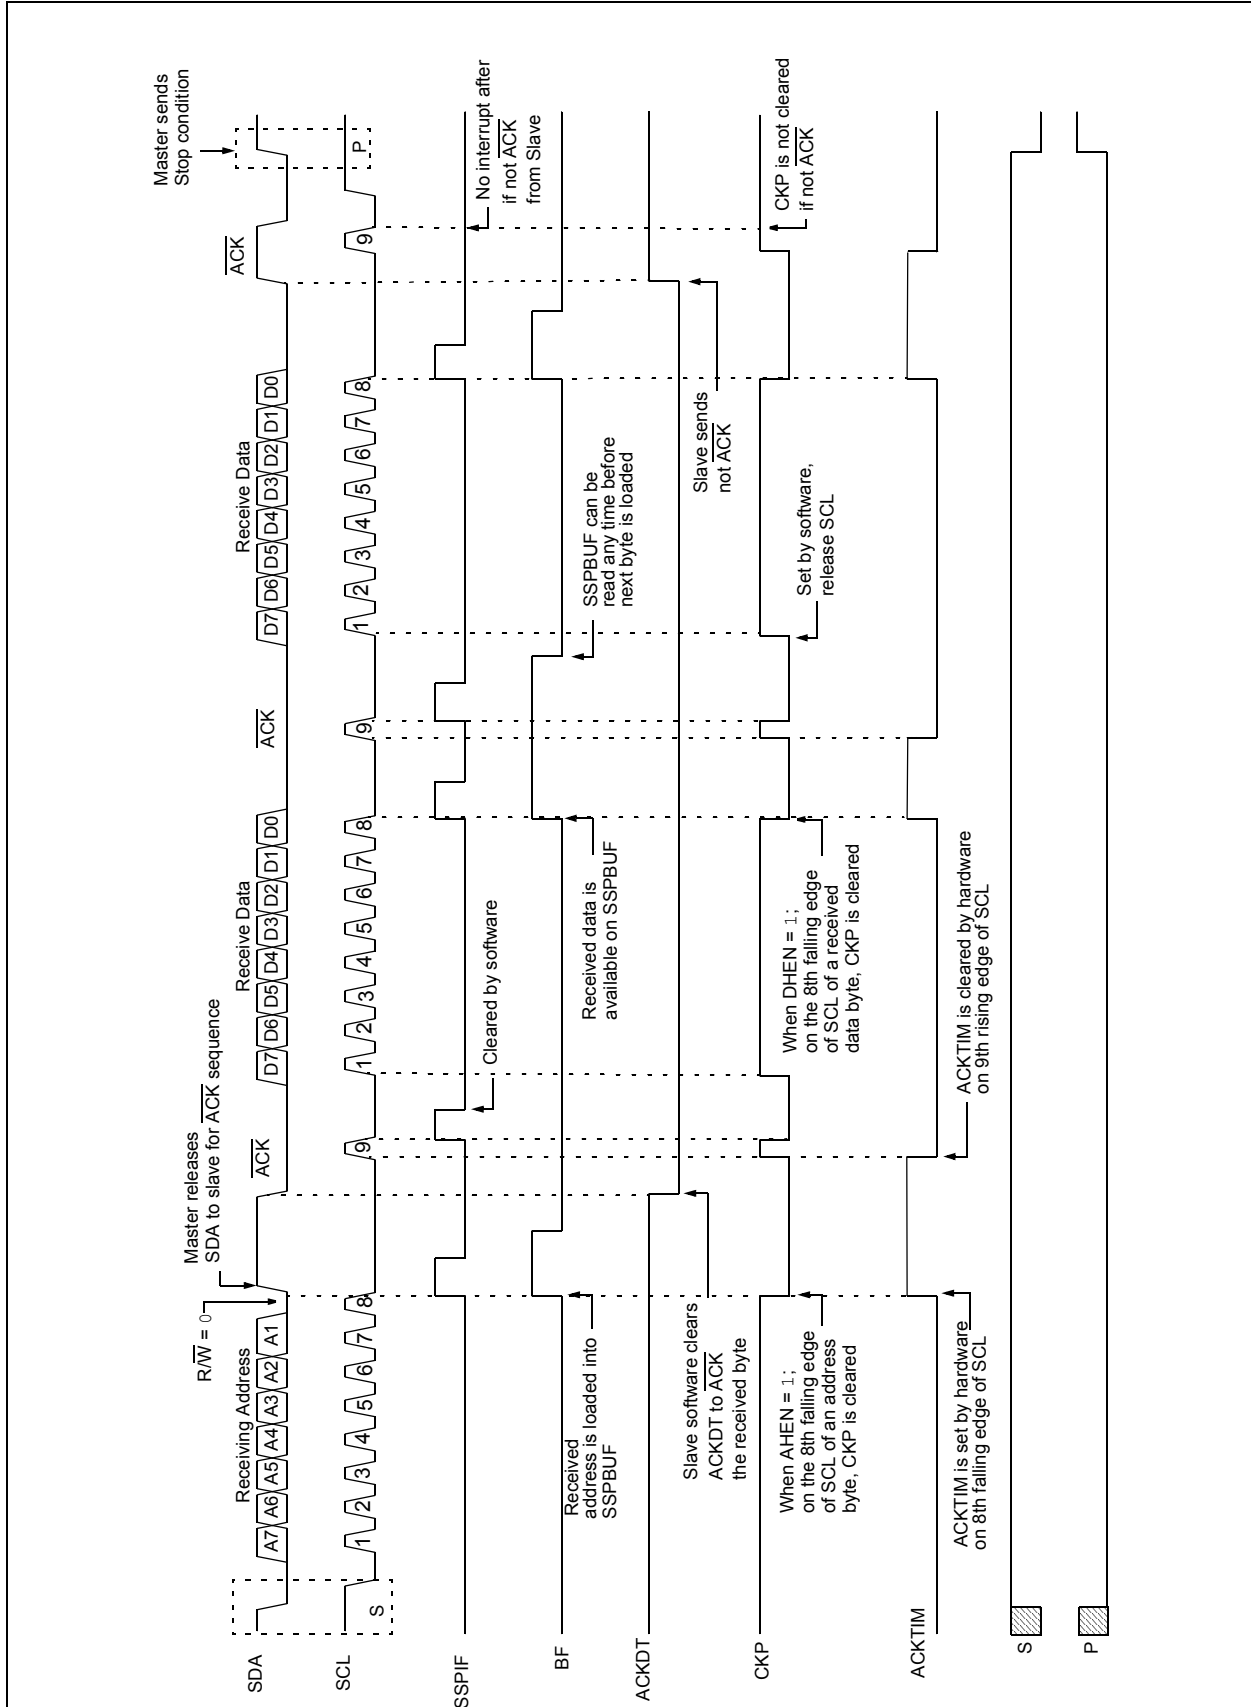 Master sends
Stop condition
Master releases
SDA to slave for ACK sequence
R/W = 0
Receiving Address
Receive Data
Receive Data
SDA
A7 A6 A5 A4 A3 A2 A1
ACK
D7 D6 D5 D4 D3 D2 D1 D0
ACK
D7 D6 D5 D4 D3 D2 D1 D0
ACK
SCL
S
1 2 3 4 5 6 7 8 9
1 2 3 4 5 6 7 8 9
1 2 3 4 5 6 7 8 9
P
SSPIF
Cleared by software
No interrupt after
if not ACK
from Slave
BF
Received
address is loaded into
SSPBUF
Received data is
available on SSPBUF
SSPBUF can be
read any time before
next byte is loaded
ACKDT
Slave software clears
ACKDT to ACK
the received byte
Slave sends
not ACK
CKP
When AHEN = 1;
on the 8th falling edge
of SCL of an address
byte, CKP is cleared
When DHEN = 1;
on the 8th falling edge
of SCL of a received
data byte, CKP is cleared
Set by software,
release SCL
CKP is not cleared
if not ACK
ACKTIM
ACKTIM is set by hardware
on 8th falling edge of SCL
ACKTIM is cleared by hardware
on 9th rising edge of SCL
S
P